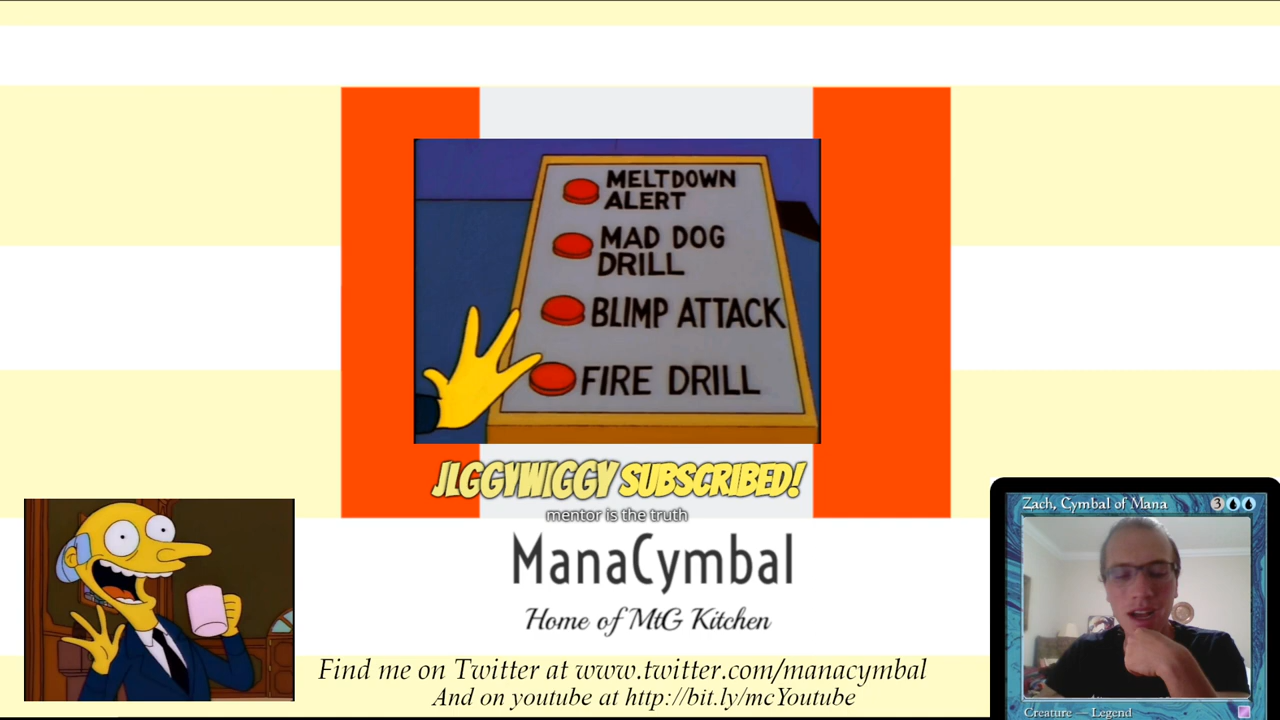 MELTDOWN
ALERT
MAD DOG
DRILL
BLIMP ATTACK
FIRE DRILL
JIGGYWIGGY SUBSCRIBED!
mentor is the truth
ManaCymbal
Home of MtG Kitchen
Find me on Twitter at www.twitter.com/manacymbal
And on youtube at http://bit.ly/mcYoutube
Zach, Cymbal of Mana 3
Creature — Legend